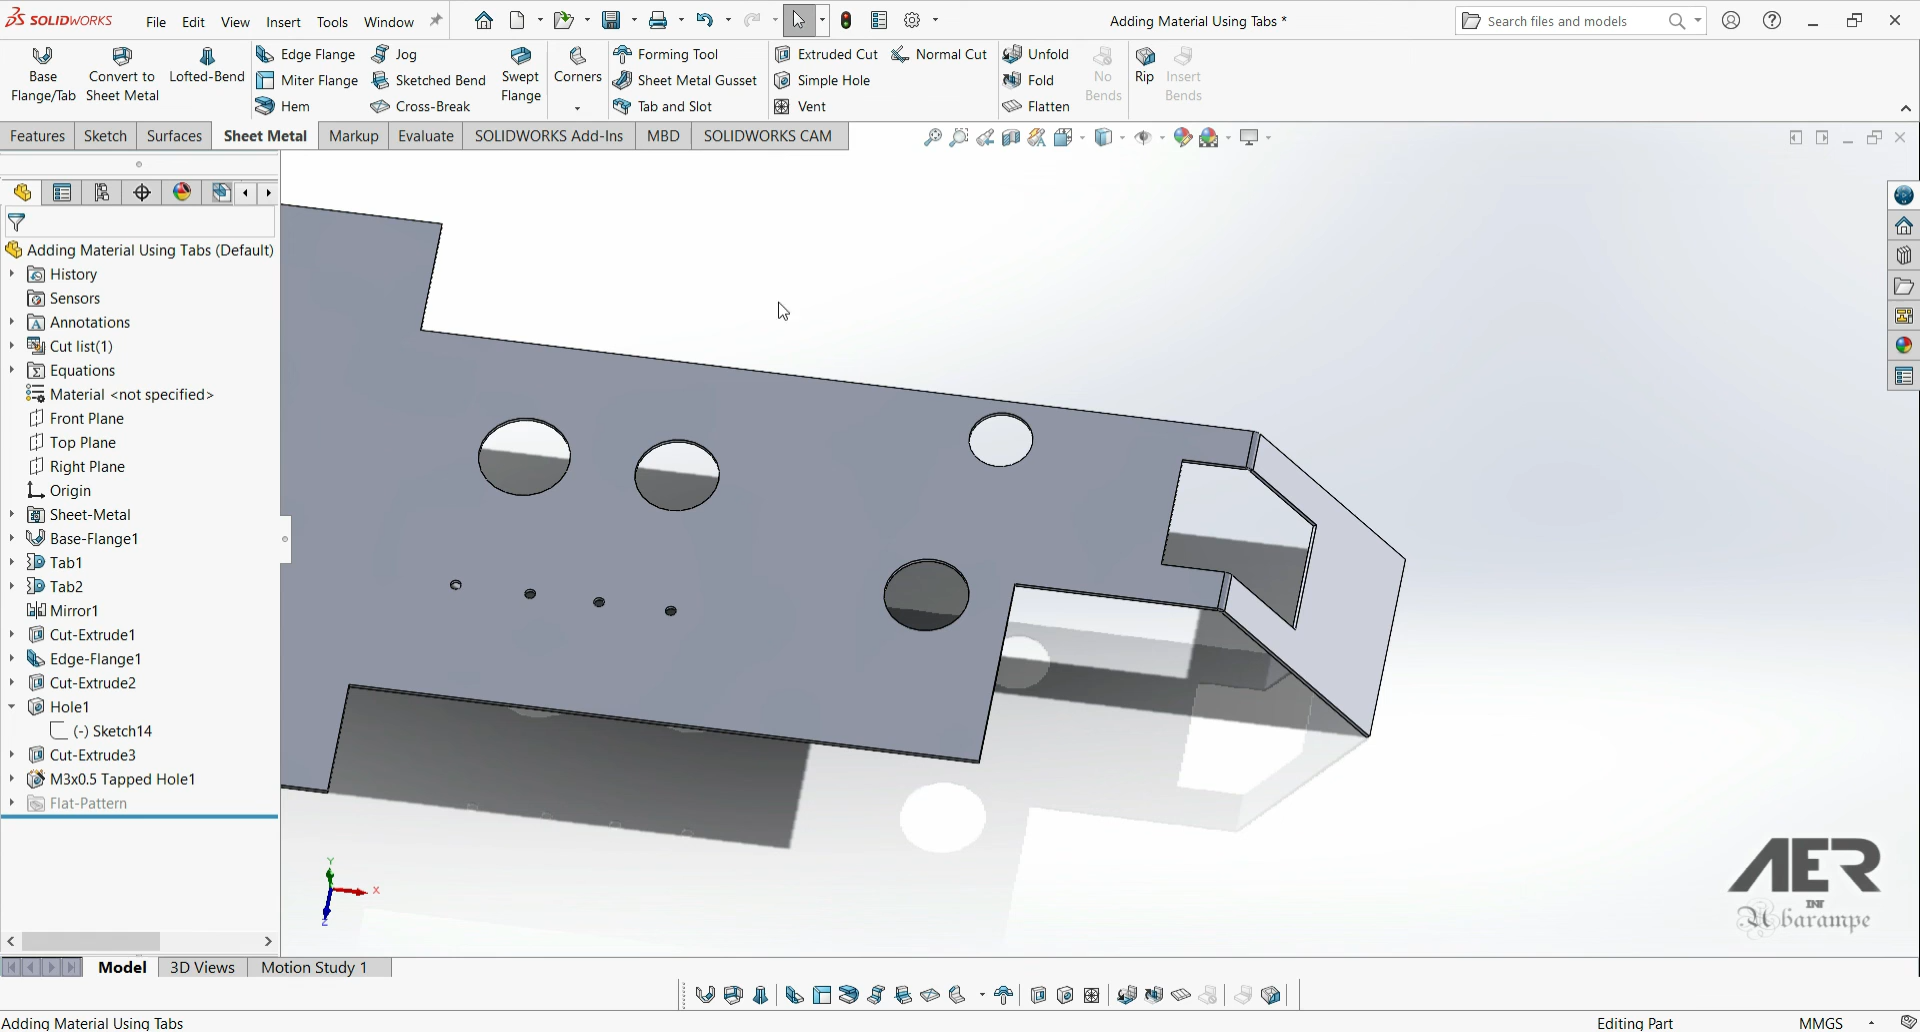 SOLIDWORKS
File Edit View Insert Tools Window
Adding Material Using Tabs *
Search files and models
Base Flange/Tab
Convert to Sheet Metal
Lofted-Bend
Edge Flange
Miter Flange
Hem
Jog
Sketched Bend
Cross-Break
Swept Flange
Corners
Forming Tool
Sheet Metal Gusset
Tab and Slot
Extruded Cut
Simple Hole
Vent
Normal Cut
Unfold
Fold
Flatten
No Bends
Rip
Insert Bends
Features Sketch Surfaces Sheet Metal Markup Evaluate SOLIDWORKS Add-Ins MBD SOLIDWORKS CAM
Adding Material Using Tabs (Default)
History
Sensors
Annotations
Cut list(1)
Equations
Material <not specified>
Front Plane
Top Plane
Right Plane
Origin
Sheet-Metal
Base-Flange1
Tab1
Tab2
Mirror1
Cut-Extrude1
Edge-Flange1
Cut-Extrude2
Hole1
(-) Sketch14
Cut-Extrude3
M3x0.5 Tapped Hole1
Flat-Pattern
Y
X
Z
AER
INT
Abarampe
Model 3D Views Motion Study 1
Adding Material Using Tabs
Editing Part
MMGS